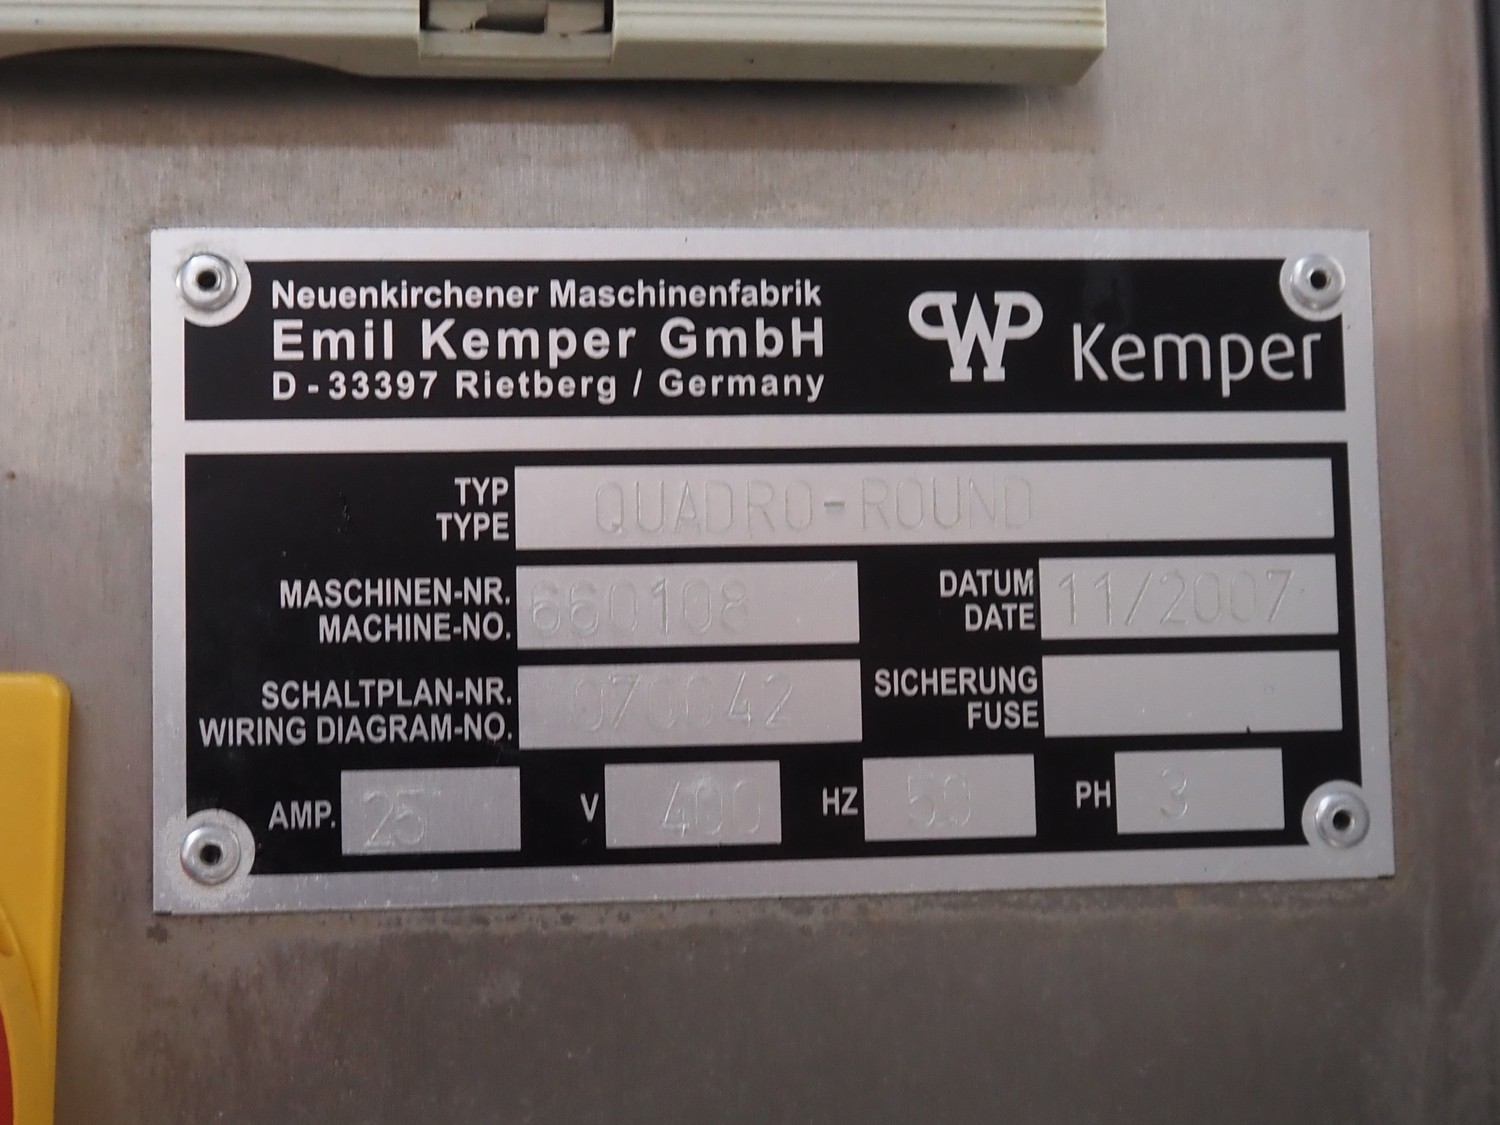 Neuenkirchener Maschinenfabrik
Emil Kemper GmbH
D - 33397 Rietberg / Germany
WP Kemper
TYP
TYPE
QUADRO-ROUND
MASCHINEN-NR.
MACHINE-NO.
660108
DATUM
DATE
11/2007
SCHALTPLAN-NR.
WIRING DIAGRAM-NO.
070042
SICHERUNG
FUSE
AMP. 25 V 400 HZ 50 PH 3